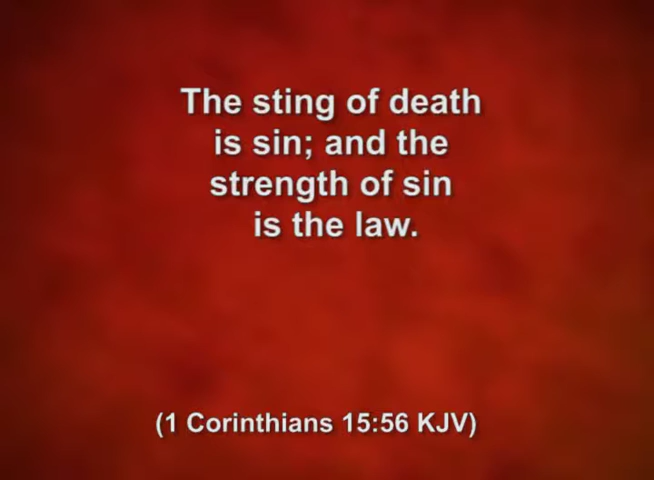 The sting of death
is sin; and the
strength of sin
is the law.
(1 Corinthians 15:56 KJV)